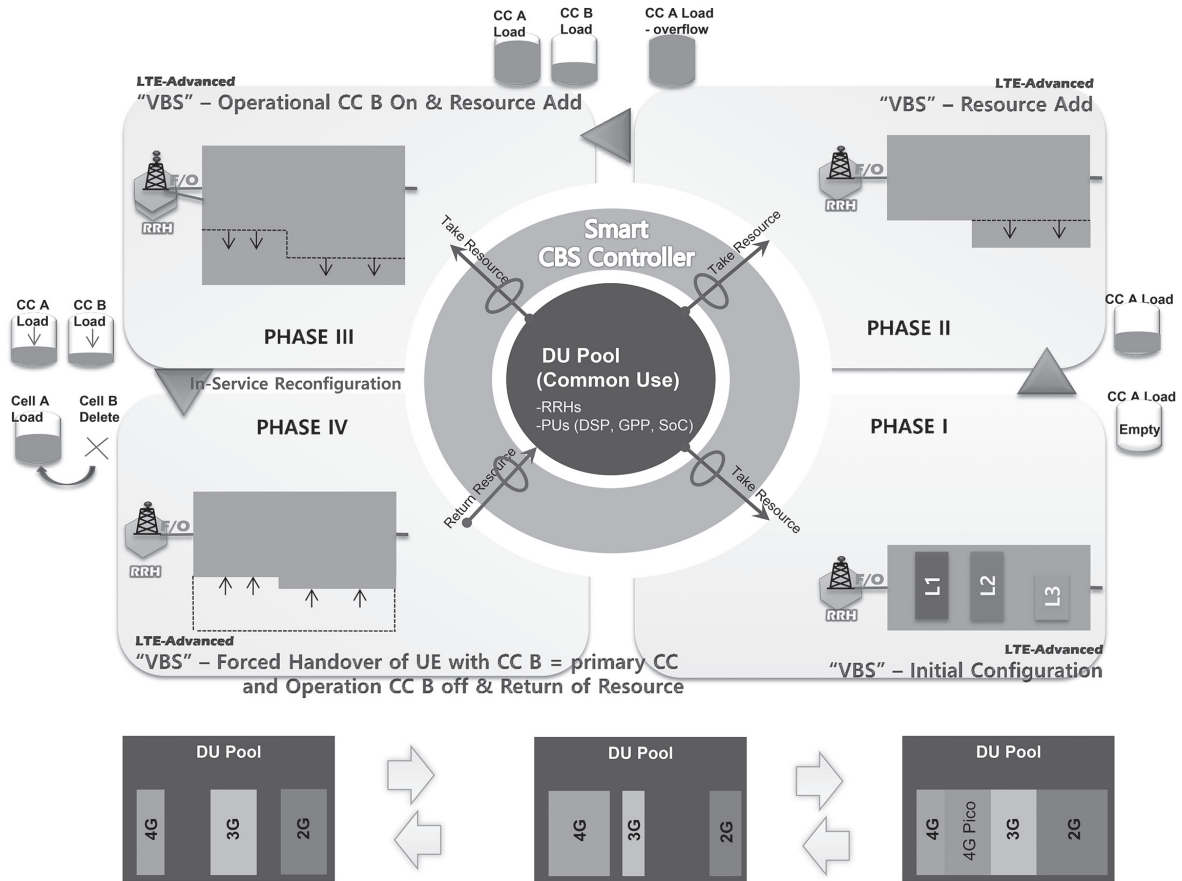 CC A
Load
CC B
Load
CC A Load
- overflow
LTE-Advanced
“VBS” – Operational CC B On & Resource Add
F/O
RRH
PHASE III
LTE-Advanced
“VBS” – Resource Add
F/O
RRH
PHASE II
Take Resource
Smart
CBS Controller
Take Resource
DU Pool
(Common Use)
-RRHs
-PUs (DSP, GPP, SoC)
Return Resource
Take Resource
CC A
Load
CC B
Load
In-Service Reconfiguration
Cell A
Load
Cell B
Delete
PHASE IV
F/O
RRH
LTE-Advanced
“VBS” – Forced Handover of UE with CC B = primary CC
and Operation CC B off & Return of Resource
CC A Load
CC A Load
Empty
PHASE I
F/O
RRH
L1
L2
L3
LTE-Advanced
“VBS” – Initial Configuration
DU Pool
4G
3G
2G
DU Pool
4G
3G
2G
DU Pool
4G
4G Pico
3G
2G